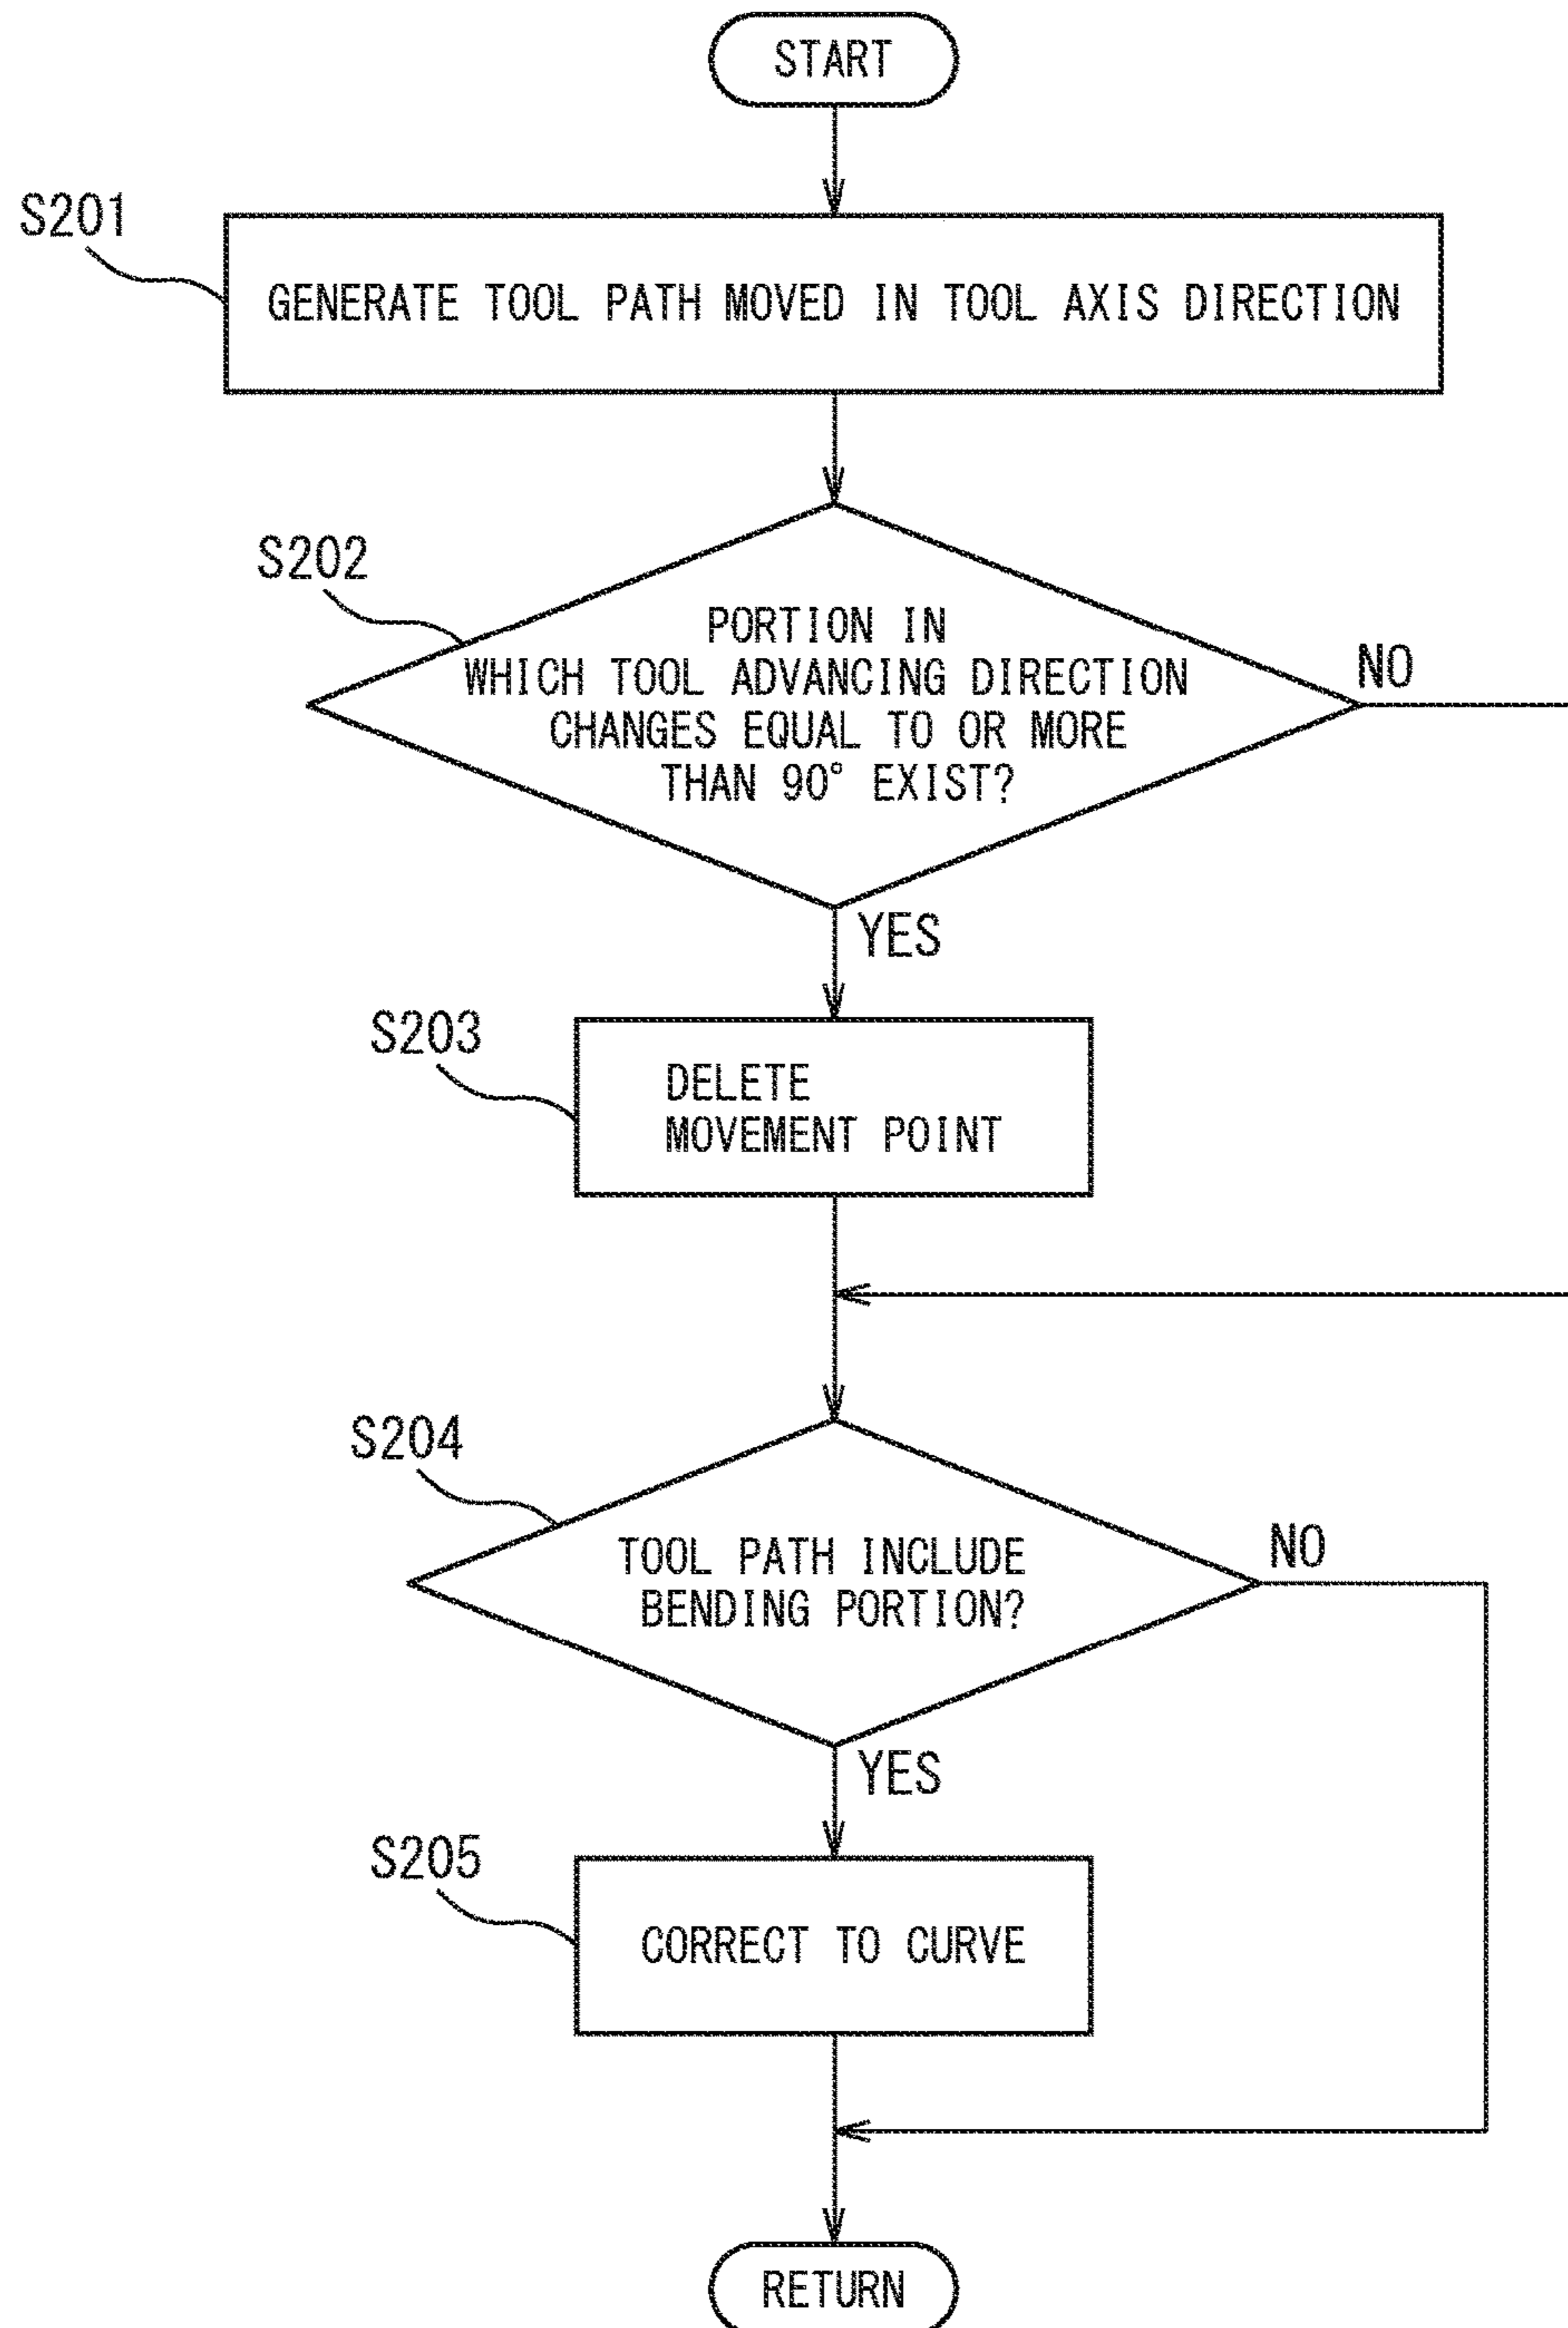 START
S201
GENERATE TOOL PATH MOVED IN TOOL AXIS DIRECTION
S202
PORTION IN
WHICH TOOL ADVANCING DIRECTION
CHANGES EQUAL TO OR MORE
THAN 90° EXIST?
NO
YES
S203
DELETE
MOVEMENT POINT
S204
TOOL PATH INCLUDE
BENDING PORTION?
NO
YES
S205
CORRECT TO CURVE
RETURN